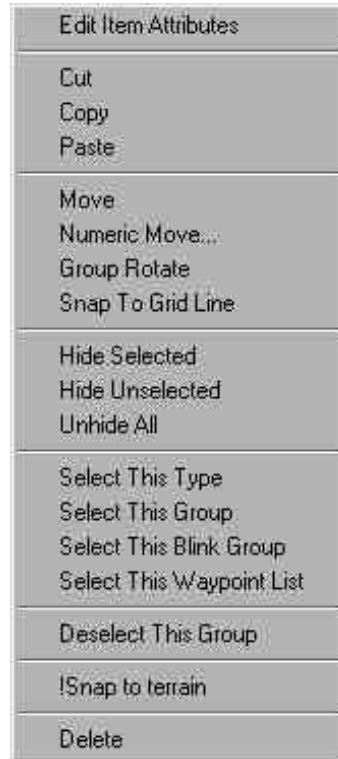 Edit Item Attributes
Cut
Copy
Paste
Move
Numeric Move...
Group Rotate
Snap To Grid Line
Hide Selected
Hide Unselected
Unhide All
Select This Type
Select This Group
Select This Blink Group
Select This Waypoint List
Deselect This Group
!Snap to terrain
Delete